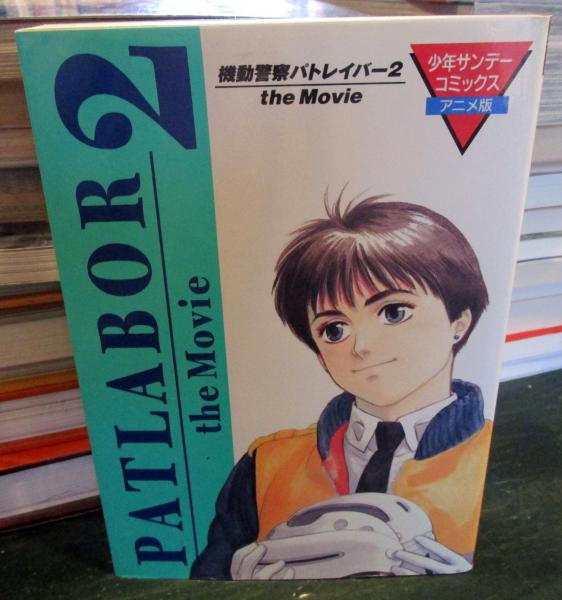 PATLABOR 2
the Movie
機動警察パトレイバー2
the Movie
少年サンデー
コミックス
アニメ版